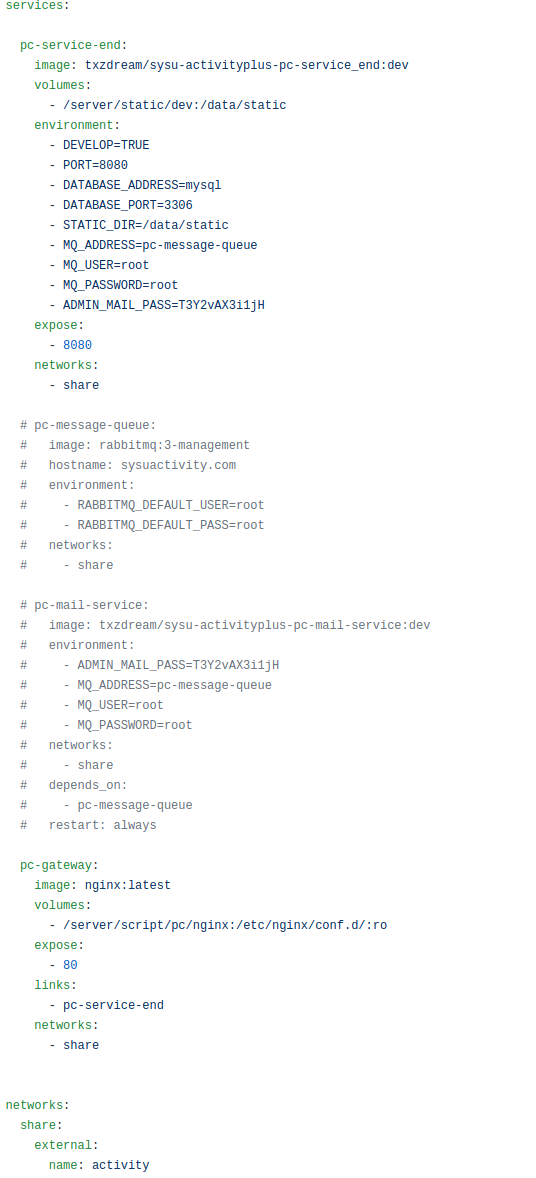 services:
  pc-service-end:
    image: txzdream/sysu-activityplus-pc-service_end:dev
    volumes:
      - /server/static/dev:/data/static
    environment:
      - DEVELOP=TRUE
      - PORT=8080
      - DATABASE_ADDRESS=mysql
      - DATABASE_PORT=3306
      - STATIC_DIR=/data/static
      - MQ_ADDRESS=pc-message-queue
      - MQ_USER=root
      - MQ_PASSWORD=root
      - ADMIN_MAIL_PASS=T3Y2vAX3i1jH
    expose:
      - 8080
    networks:
      - share
  # pc-message-queue:
  #   image: rabbitmq:3-management
  #   hostname: sysuactivity.com
  #   environment:
  #     - RABBITMQ_DEFAULT_USER=root
  #     - RABBITMQ_DEFAULT_PASS=root
  #   networks:
  #     - share
  # pc-mail-service:
  #   image: txzdream/sysu-activityplus-pc-mail-service:dev
  #   environment:
  #     - ADMIN_MAIL_PASS=T3Y2vAX3i1jH
  #     - MQ_ADDRESS=pc-message-queue
  #     - MQ_USER=root
  #     - MQ_PASSWORD=root
  #   networks:
  #     - share
  #   depends_on:
  #     - pc-message-queue
  #   restart: always
  pc-gateway:
    image: nginx:latest
    volumes:
      - /server/script/pc/nginx:/etc/nginx/conf.d/:ro
    expose:
      - 80
    links:
      - pc-service-end
    networks:
      - share
networks:
  share:
    external:
      name: activity